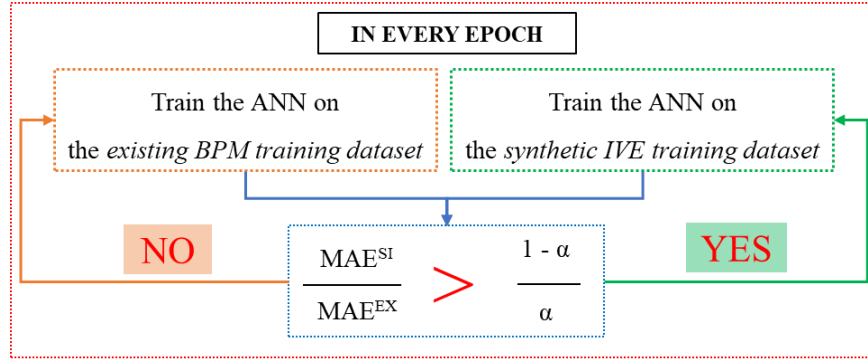 IN EVERY EPOCH
Train the ANN on
the existing BPM training dataset
Train the ANN on
the synthetic IVE training dataset
NO
MAE^SI
MAE^EX
>
1 - α
α
YES